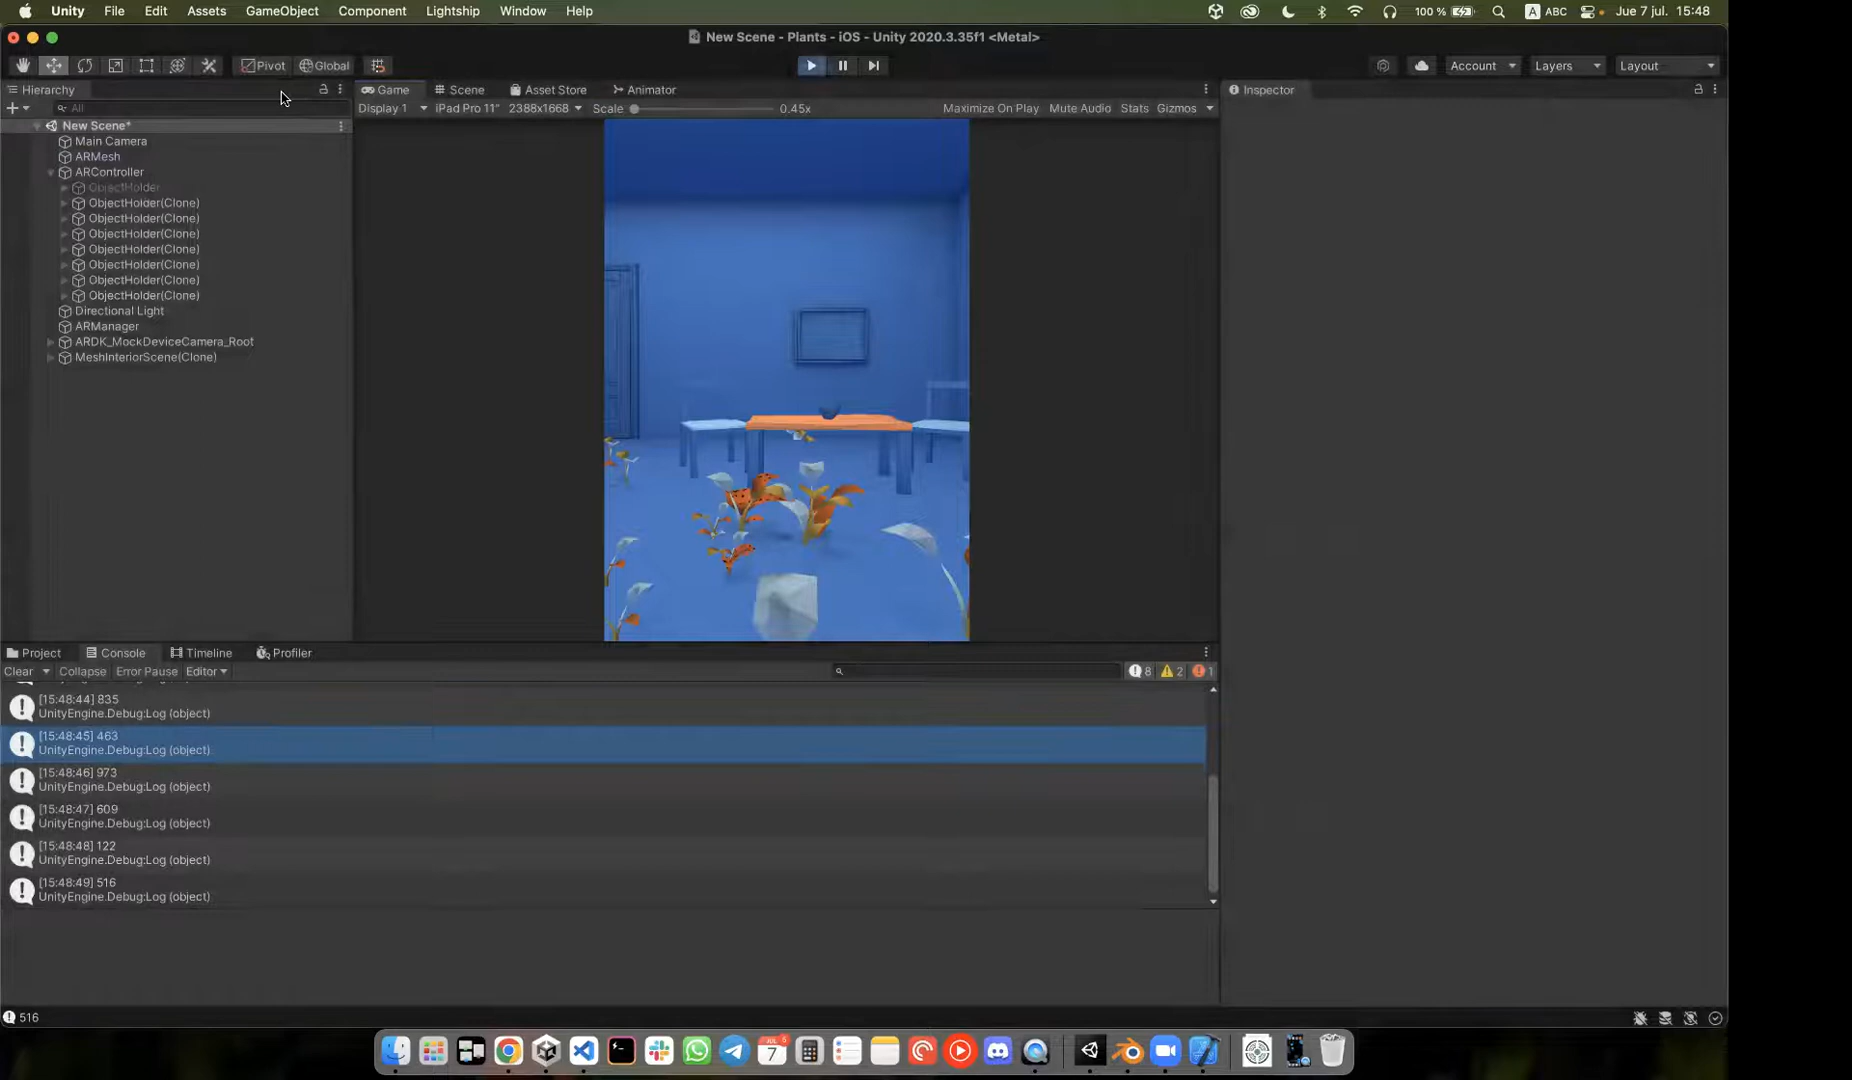 Unity File Edit Assets GameObject Component Lightship Window Help 100 % A ABC Jue 7 jul. 15:48
New Scene - Plants - iOS - Unity 2020.3.35f1 <Metal>
Pivot Global Account Layers Layout
Hierarchy Game Scene Asset Store Animator Inspector
All Display 1 iPad Pro 11" 2388x1668 Scale 0.45x Maximize On Play Mute Audio Stats Gizmos
New Scene*
Main Camera
ARMesh
ARController
ObjectHolder
ObjectHolder(Clone)
ObjectHolder(Clone)
ObjectHolder(Clone)
ObjectHolder(Clone)
ObjectHolder(Clone)
ObjectHolder(Clone)
ObjectHolder(Clone)
Directional Light
ARManager
ARDK_MockDeviceCamera_Root
MeshInteriorScene(Clone)
Project Console Timeline Profiler
Clear Collapse Error Pause Editor 8 2 1
[15:48:44] 835
UnityEngine.Debug:Log (object)
[15:48:45] 463
UnityEngine.Debug:Log (object)
[15:48:46] 973
UnityEngine.Debug:Log (object)
[15:48:47] 609
UnityEngine.Debug:Log (object)
[15:48:48] 122
UnityEngine.Debug:Log (object)
[15:48:49] 516
UnityEngine.Debug:Log (object)
516
7